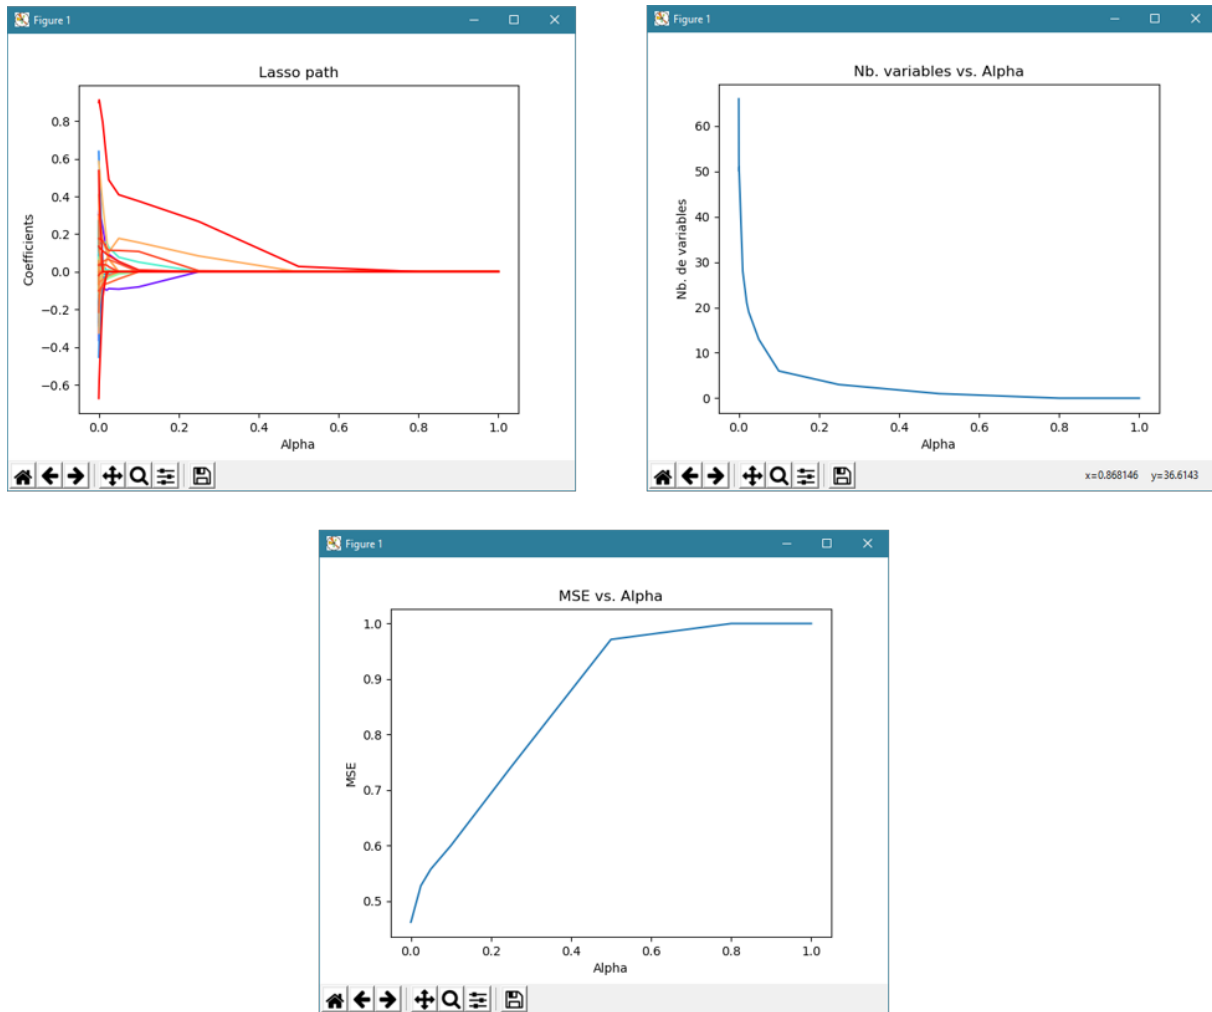 Figure 1
Lasso path
Coefficients
0.8
0.6
0.4
0.2
0.0
−0.2
−0.4
−0.6
0.0 0.2 0.4 0.6 0.8 1.0
Alpha
Figure 1
Nb. variables vs. Alpha
Nb. de variables
60
50
40
30
20
10
0
0.0 0.2 0.4 0.6 0.8 1.0
Alpha
x=0.868146 y=36.6143
Figure 1
MSE vs. Alpha
MSE
1.0
0.9
0.8
0.7
0.6
0.5
0.0 0.2 0.4 0.6 0.8 1.0
Alpha